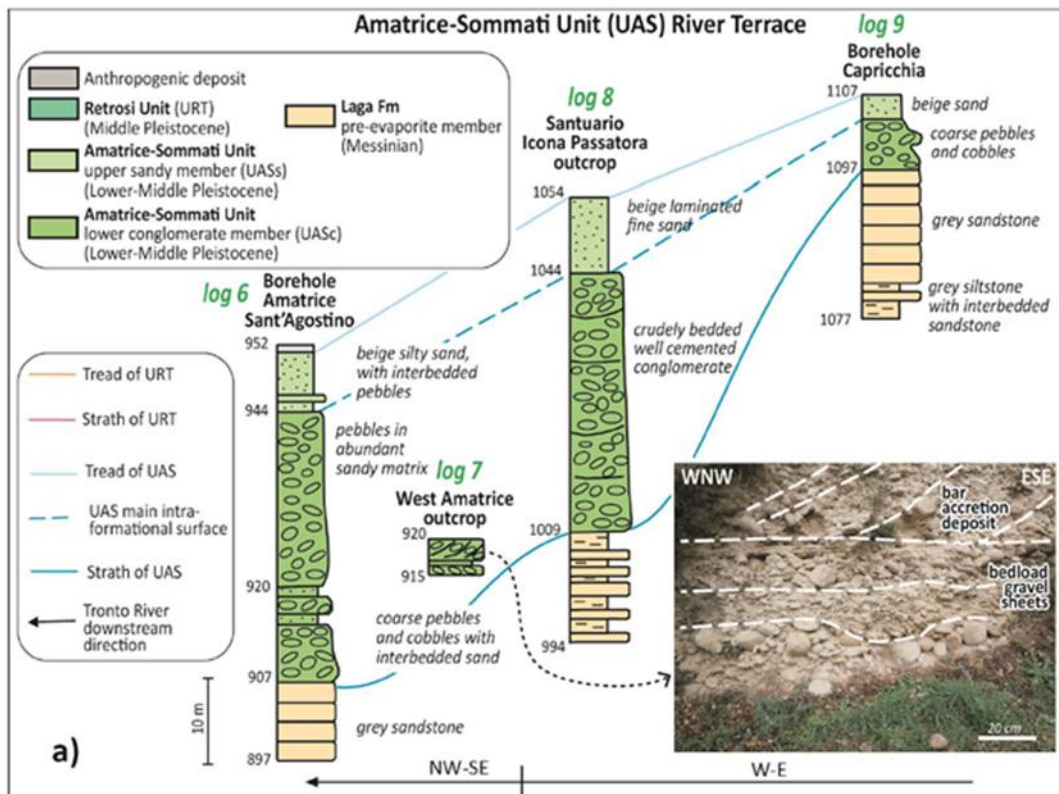 Amatrice-Sommati Unit (UAS) River Terrace
Anthropogenic deposit
Retrosi Unit (URT)
(Middle Pleistocene)
Amatrice-Sommati Unit
upper sandy member (UASs)
(Lower-Middle Pleistocene)
Amatrice-Sommati Unit
lower conglomerate member (UASc)
(Lower-Middle Pleistocene)
Laga Fm
pre-evaporite member
(Messinian)
log 9
Borehole
Capricchia
1107
beige sand
coarse pebbles
and cobbles
1097
grey sandstone
grey siltstone
with interbedded
sandstone
1077
log 8
Santuario
Icona Passatora
outcrop
1054
beige laminated
fine sand
1044
crudely bedded
well cemented
conglomerate
1009
994
log 6
Borehole
Amatrice
Sant'Agostino
952
beige silty sand,
with interbedded
pebbles
944
pebbles in
abundant
sandy matrix
920
coarse pebbles
and cobbles with
interbedded sand
907
grey sandstone
897
log 7
West Amatrice
outcrop
920
915
Tread of URT
Strath of URT
Tread of UAS
UAS main intra-
formational surface
Strath of UAS
Tronto River
downstream
direction
10 m
WNW
ESE
bar
accretion
deposit
bedload
gravel
sheets
20 cm
a)
NW-SE
W-E